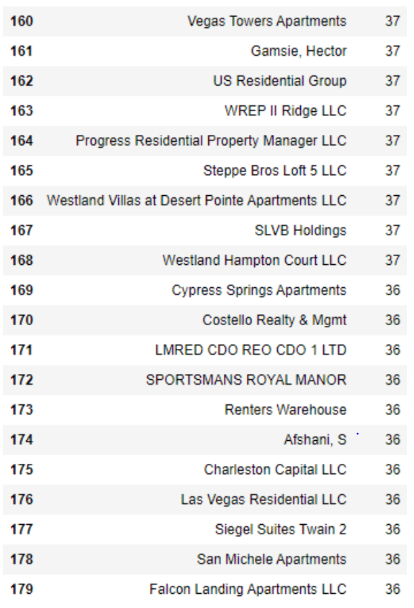 160 Vegas Towers Apartments 37
161 Gamsie, Hector 37
162 US Residential Group 37
163 WREP II Ridge LLC 37
164 Progress Residential Property Manager LLC 37
165 Steppe Bros Loft 5 LLC 37
166 Westland Villas at Desert Pointe Apartments LLC 37
167 SLVB Holdings 37
168 Westland Hampton Court LLC 37
169 Cypress Springs Apartments 36
170 Costello Realty & Mgmt 36
171 LMRED CDO REO CDO 1 LTD 36
172 SPORTSMANS ROYAL MANOR 36
173 Renters Warehouse 36
174 Afshani, S 36
175 Charleston Capital LLC 36
176 Las Vegas Residential LLC 36
177 Siegel Suites Twain 2 36
178 San Michele Apartments 36
179 Falcon Landing Apartments LLC 36